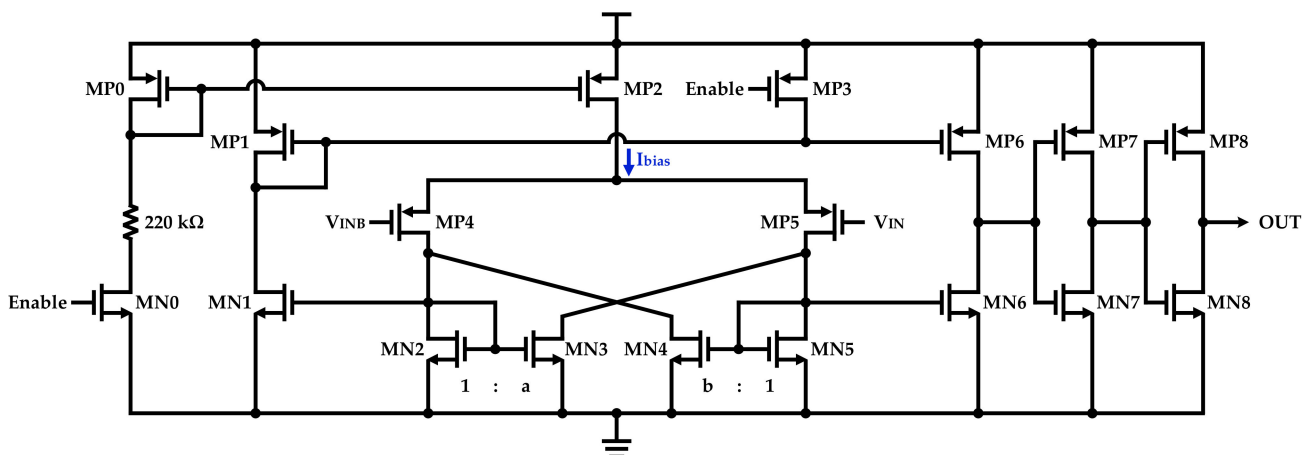 MP0
MP2
Enable
MP3
MP1
MP6
MP7
MP8
Ibias
220 kΩ
VINB
MP4
MP5
VIN
OUT
Enable
MN0
MN1
MN6
MN7
MN8
MN2
MN3
MN4
MN5
1 : a
b : 1